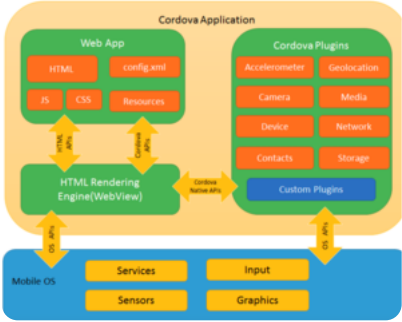 Cordova Application
Web App
HTML
config.xml
JS
CSS
Resources
HTML
APIs
Cordova
APIs
HTML Rendering
Engine(WebView)
Cordova
Native APIs
Cordova Plugins
Accelerometer
Geolocation
Camera
Media
Device
Network
Contacts
Storage
Custom Plugins
OS APIs
OS APIs
Mobile OS
Services
Input
Sensors
Graphics